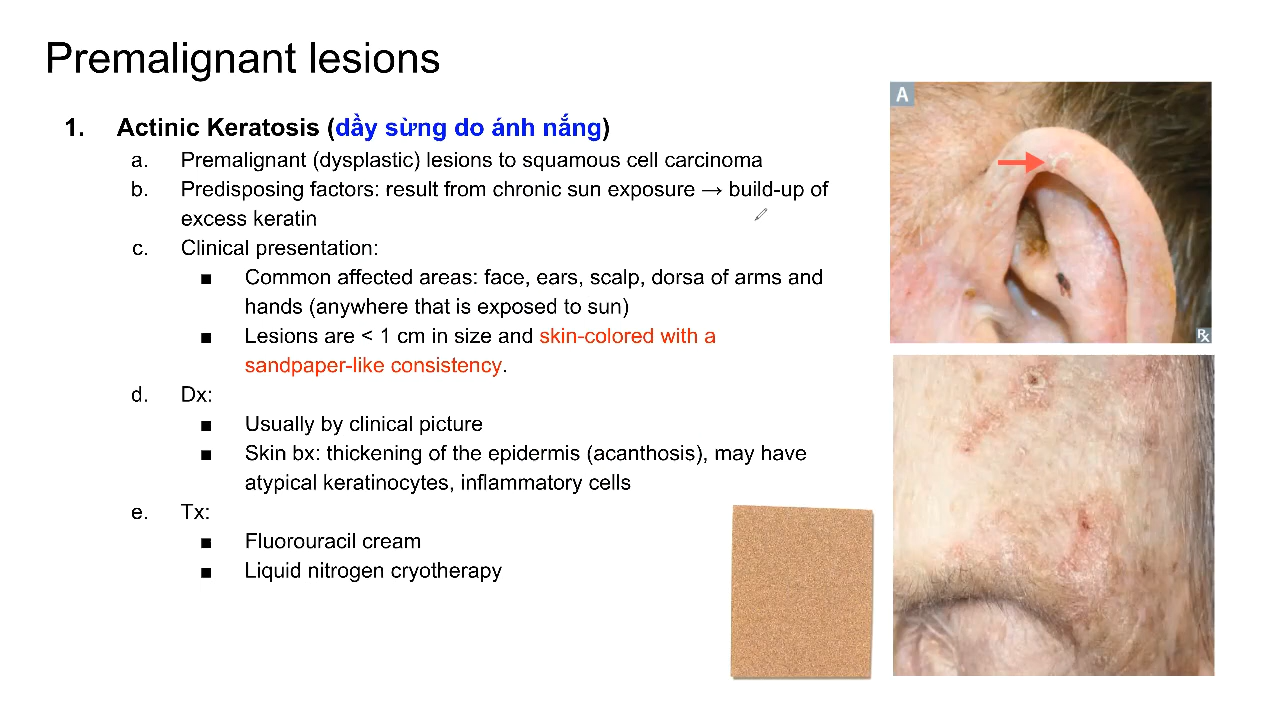 Premalignant lesions
1. Actinic Keratosis (dầy sừng do ánh nắng)
a. Premalignant (dysplastic) lesions to squamous cell carcinoma
b. Predisposing factors: result from chronic sun exposure → build-up of
excess keratin
c. Clinical presentation:
■ Common affected areas: face, ears, scalp, dorsa of arms and
hands (anywhere that is exposed to sun)
■ Lesions are < 1 cm in size and skin-colored with a
sandpaper-like consistency.
d. Dx:
■ Usually by clinical picture
■ Skin bx: thickening of the epidermis (acanthosis), may have
atypical keratinocytes, inflammatory cells
e. Tx:
■ Fluorouracil cream
■ Liquid nitrogen cryotherapy
A
℞